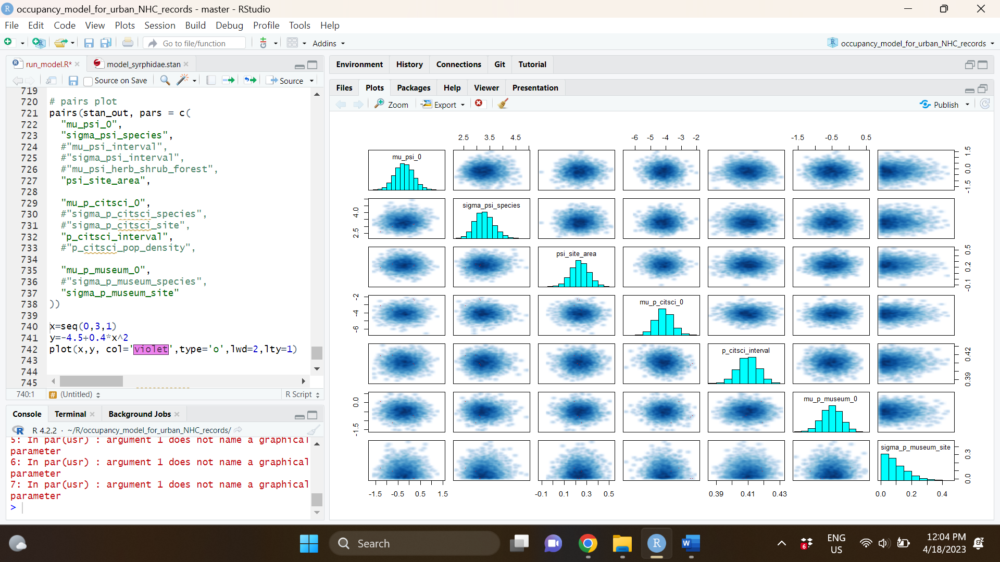 occupancy_model_for_urban_NHC_records - master - RStudio
File Edit Code View Plots Session Build Debug Profile Tools Help
Go to file/function Addins occupancy_model_for_urban_NHC_records
run_model.R* model_syrphidae.stan
Source on Save Source
719
720 # pairs plot
721 pairs(stan_out, pars = c(
722 "mu_psi_0",
723 "sigma_psi_species",
724 #"mu_psi_interval",
725 #"sigma_psi_interval",
726 #"mu_psi_herb_shrub_forest",
727 "psi_site_area",
728
729 "mu_p_citsci_0",
730 #"sigma_p_citsci_species",
731 #"sigma_p_citsci_site",
732 "p_citsci_interval",
733 #"p_citsci_pop_density",
734
735 "mu_p_museum_0",
736 #"sigma_p_museum_species",
737 "sigma_p_museum_site"
738 ))
739
740 x=seq(0,3,1)
741 y=-4.5+0.4*x^2
742 plot(x,y, col='violet',type='o',lwd=2,lty=1)
743
744
745
740:1 # (Untitled) R Script
Console Terminal Background Jobs
R 4.2.2 · ~/R/occupancy_model_for_urban_NHC_records/
5: In par(usr) : argument 1 does not name a graphical
parameter
6: In par(usr) : argument 1 does not name a graphical
parameter
7: In par(usr) : argument 1 does not name a graphical
parameter
>
Environment History Connections Git Tutorial
Files Plots Packages Help Viewer Presentation
Zoom Export Publish
2.5 3.5 4.5 -6 -5 -4 -3 -2 -1.5 -0.5 0.5
mu_psi_0
-1.5 0.0 1.5
sigma_psi_species
2.5 4.0
psi_site_area
-0.1 0.2 0.5
mu_p_citsci_0
-6 -4 -2
p_citsci_interval
0.39 0.42
mu_p_museum_0
-1.5 0.0
sigma_p_museum_site
0.0 0.3
-1.5 -0.5 0.5 1.5 -0.1 0.1 0.3 0.5 0.39 0.41 0.43 0.0 0.2 0.4
Search
W
6
ENG
US
12:04 PM
4/18/2023